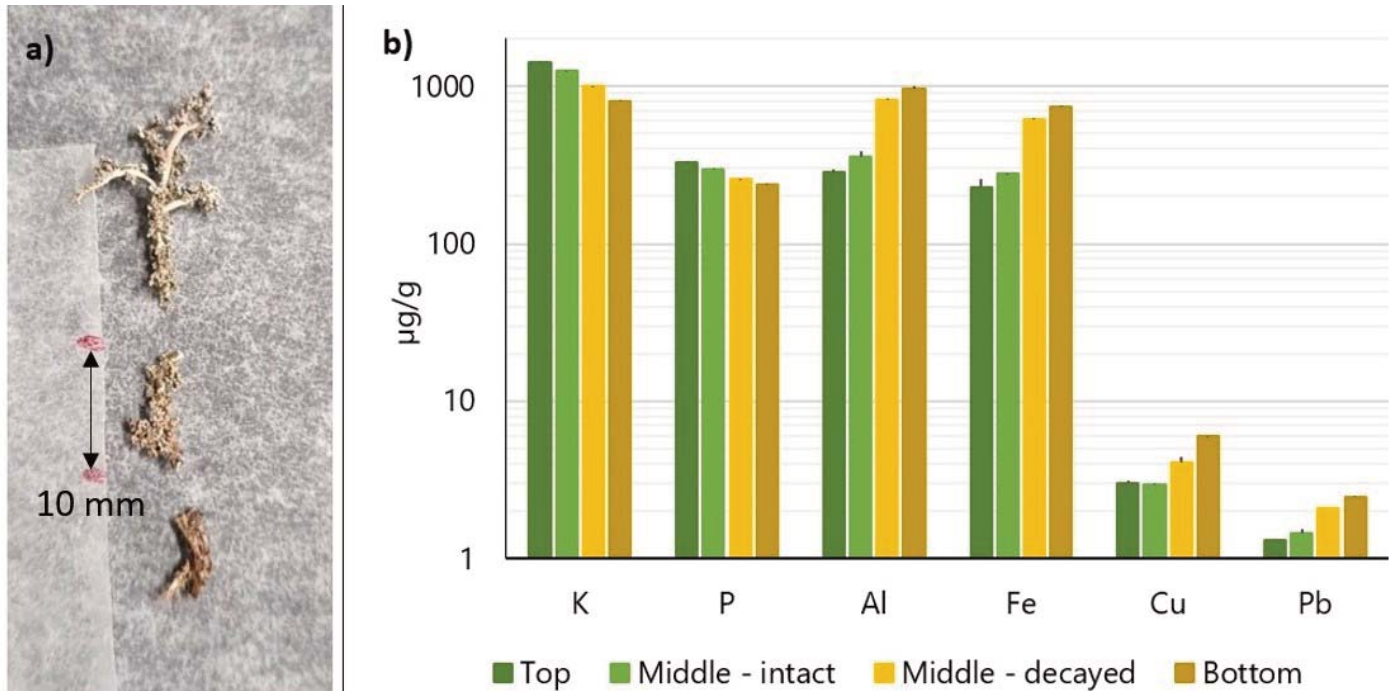 a)
10 mm
b)
µg/g
1000
100
10
1
K P Al Fe Cu Pb
Top Middle - intact Middle - decayed Bottom